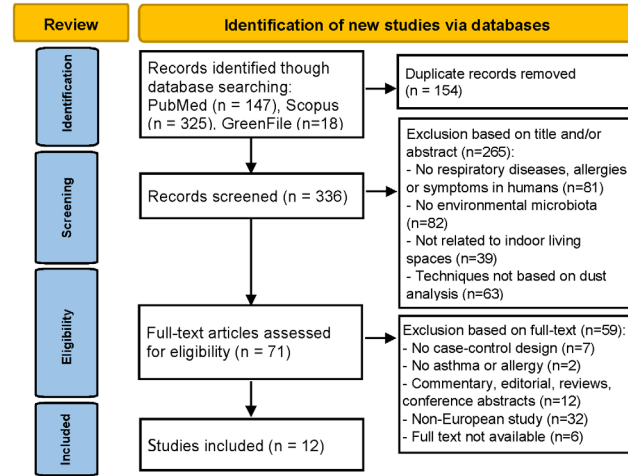 Review
Identification of new studies via databases
Identification
Records identified though
database searching:
PubMed (n = 147), Scopus
(n = 325), GreenFile (n=18)
Duplicate records removed
(n = 154)
Screening
Records screened (n = 336)
Exclusion based on title and/or
abstract (n=265):
- No respiratory diseases, allergies
or symptoms in humans (n=81)
- No environmental microbiota
(n=82)
- Not related to indoor living
spaces (n=39)
- Techniques not based on dust
analysis (n=63)
Eligibility
Full-text articles assessed
for eligibility (n = 71)
Exclusion based on full-text (n=59):
- No case-control design (n=7)
- No asthma or allergy (n=2)
- Commentary, editorial, reviews,
conference abstracts (n=12)
- Non-European study (n=32)
- Full text not available (n=6)
Included
Studies included (n = 12)